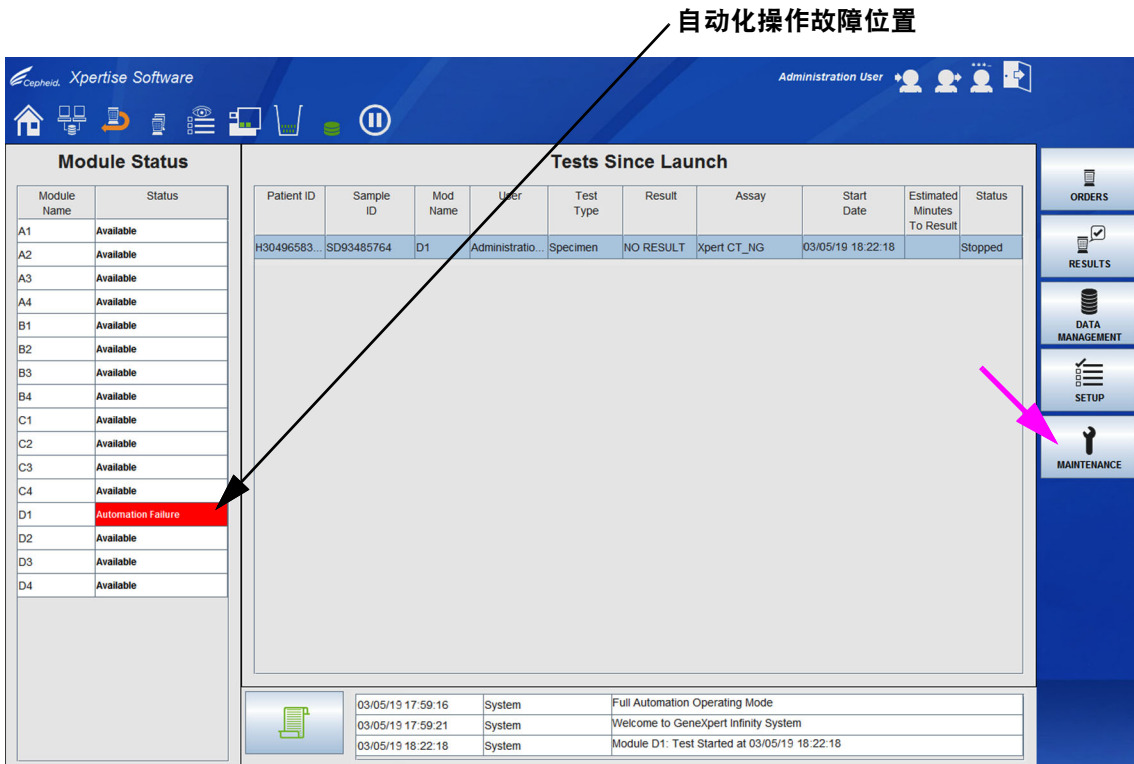 自动化操作故障位置
Cepheid. Xpertise Software
Administration User
Module Status
Module Name Status
A1 Available
A2 Available
A3 Available
A4 Available
B1 Available
B2 Available
B3 Available
B4 Available
C1 Available
C2 Available
C3 Available
C4 Available
D1 Automation Failure
D2 Available
D3 Available
D4 Available
Tests Since Launch
Patient ID Sample ID Mod Name User Test Type Result Assay Start Date Estimated Minutes To Result Status
H30496583... SD93485764 D1 Administratio... Specimen NO RESULT Xpert CT_NG 03/05/19 18:22:18 Stopped
ORDERS
RESULTS
DATA
MANAGEMENT
SETUP
MAINTENANCE
03/05/19 17:59:16 System Full Automation Operating Mode
03/05/19 17:59:21 System Welcome to GeneXpert Infinity System
03/05/19 18:22:18 System Module D1: Test Started at 03/05/19 18:22:18